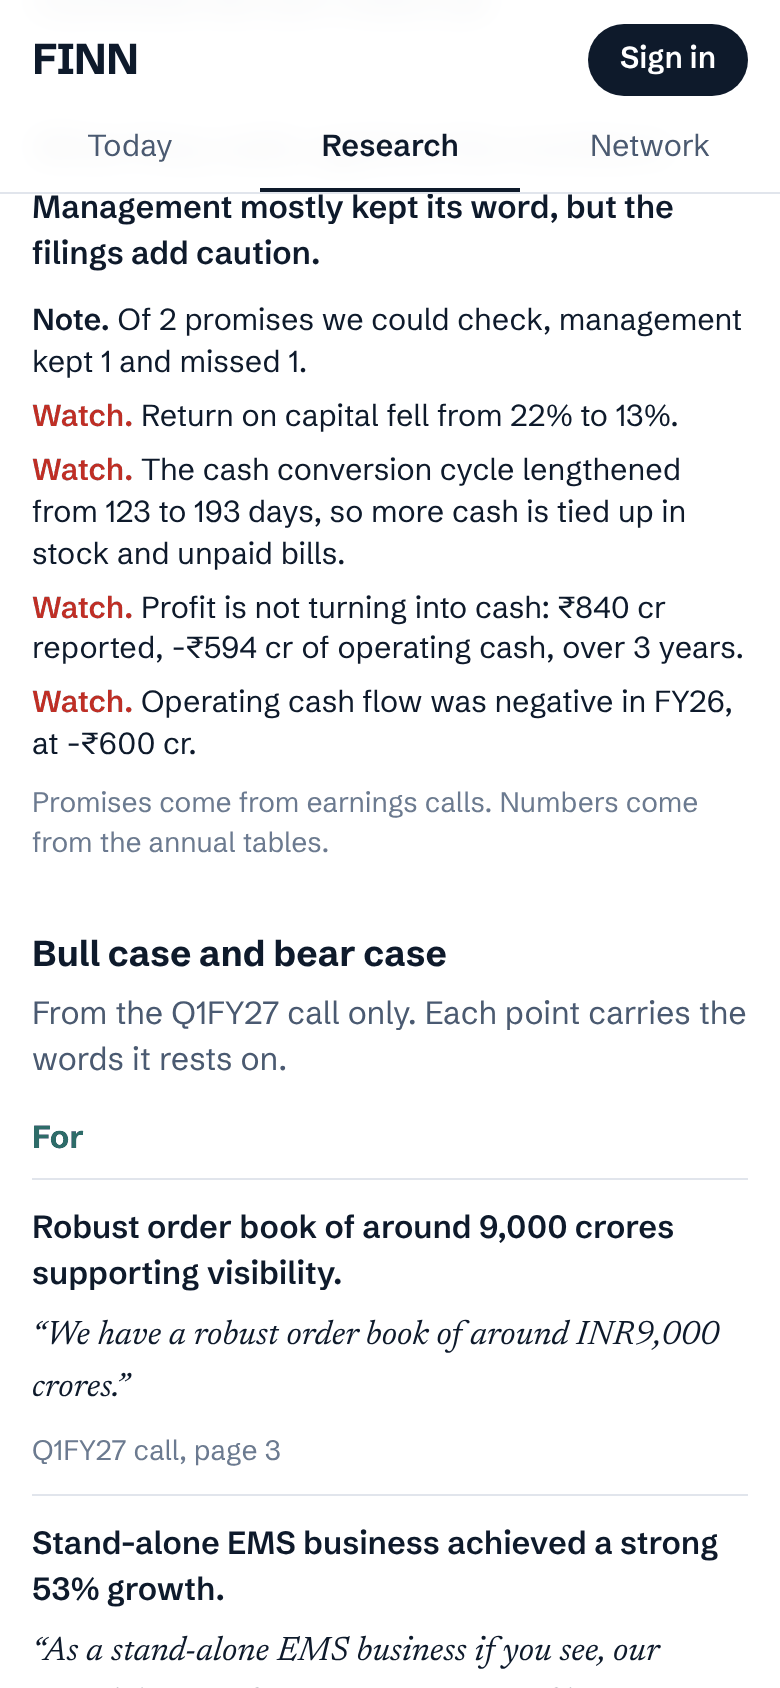 FINN
Sign in
Today
Research
Network
Management mostly kept its word, but the
filings add caution.
Note. Of 2 promises we could check, management
kept 1 and missed 1.
Watch. Return on capital fell from 22% to 13%.
Watch. The cash conversion cycle lengthened
from 123 to 193 days, so more cash is tied up in
stock and unpaid bills.
Watch. Profit is not turning into cash: ₹840 cr
reported, -₹594 cr of operating cash, over 3 years.
Watch. Operating cash flow was negative in FY26,
at -₹600 cr.
Promises come from earnings calls. Numbers come
from the annual tables.
Bull case and bear case
From the Q1FY27 call only. Each point carries the
words it rests on.
For
Robust order book of around 9,000 crores
supporting visibility.
“We have a robust order book of around INR9,000
crores.”
Q1FY27 call, page 3
Stand-alone EMS business achieved a strong
53% growth.
“As a stand-alone EMS business if you see, our